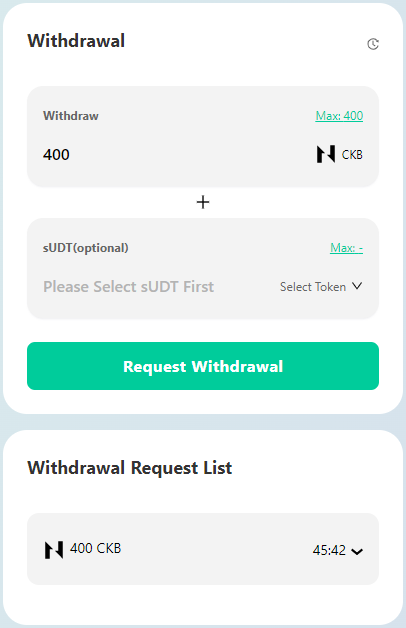 Withdrawal
Withdraw Max: 400
400 CKB
sUDT(optional) Max: -
Please Select sUDT First Select Token
Request Withdrawal
Withdrawal Request List
400 CKB 45:42